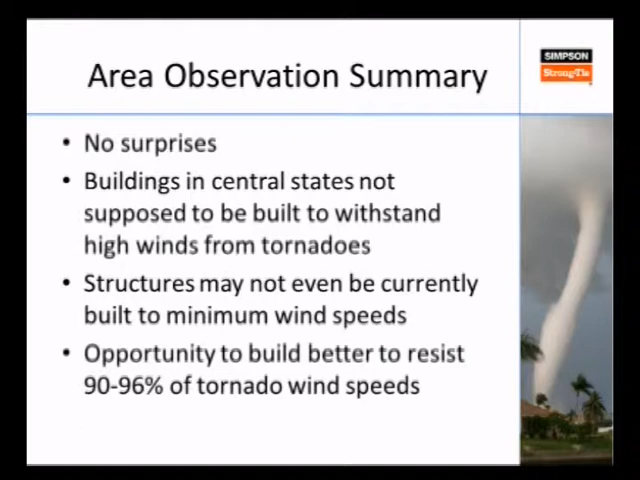 Area Observation Summary
SIMPSON
Strong-Tie
• No surprises
• Buildings in central states not
supposed to be built to withstand
high winds from tornadoes
• Structures may not even be currently
built to minimum wind speeds
• Opportunity to build better to resist
90-96% of tornado wind speeds